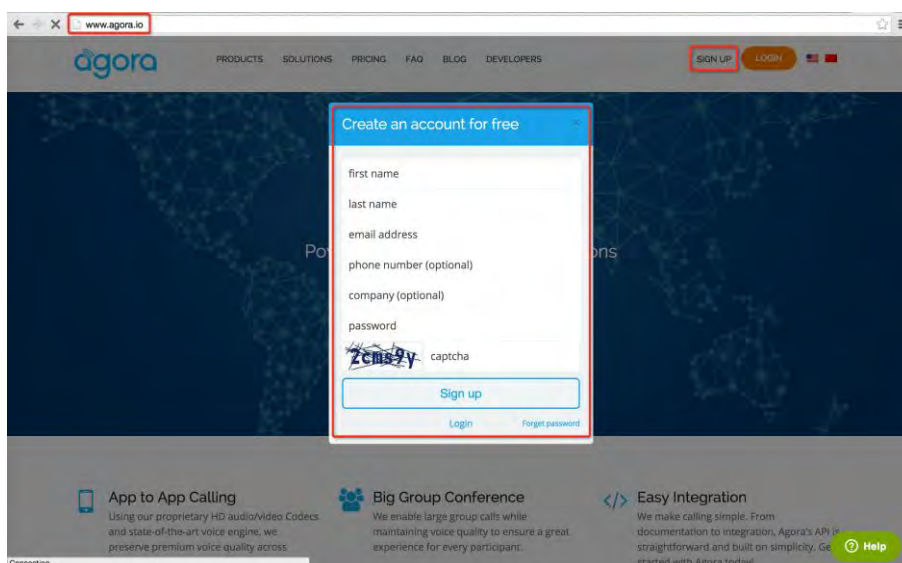 www.agora.io
agora
PRODUCTS SOLUTIONS PRICING FAQ BLOG DEVELOPERS SIGN UP LOGIN
Create an account for free ×
first name
last name
email address
phone number (optional)
company (optional)
password
2cms9y captcha
Sign up
Login Forget password
App to App Calling
Using our proprietary HD audio/video Codecs
and state-of-the-art voice engine, we
preserve premium voice quality across
Big Group Conference
We enable large group calls while
maintaining voice quality to ensure a great
experience for every participant.
</> Easy Integration
We make calling simple. From
documentation to integration, Agora's API is
straightforward and built on simplicity. Get
started with Agora today!
Help